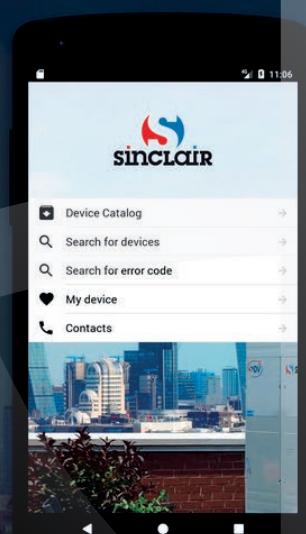 11:06
SINCLAIR
Device Catalog
Search for devices
Search for error code
My device
Contacts